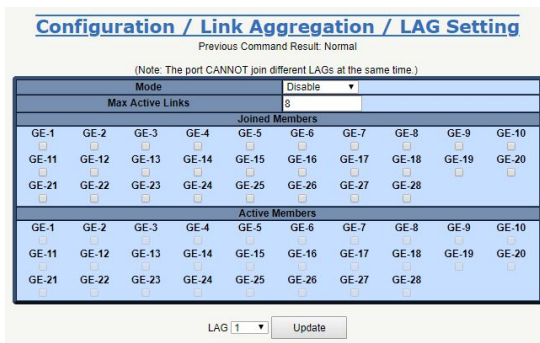 Configuration / Link Aggregation / LAG Setting
Previous Command Result: Normal
(Note: The port CANNOT join different LAGs at the same time.)
Mode Disable
Max Active Links 8
Joined Members
GE-1 GE-2 GE-3 GE-4 GE-5 GE-6 GE-7 GE-8 GE-9 GE-10
GE-11 GE-12 GE-13 GE-14 GE-15 GE-16 GE-17 GE-18 GE-19 GE-20
GE-21 GE-22 GE-23 GE-24 GE-25 GE-26 GE-27 GE-28
Active Members
GE-1 GE-2 GE-3 GE-4 GE-5 GE-6 GE-7 GE-8 GE-9 GE-10
GE-11 GE-12 GE-13 GE-14 GE-15 GE-16 GE-17 GE-18 GE-19 GE-20
GE-21 GE-22 GE-23 GE-24 GE-25 GE-26 GE-27 GE-28
LAG 1 Update